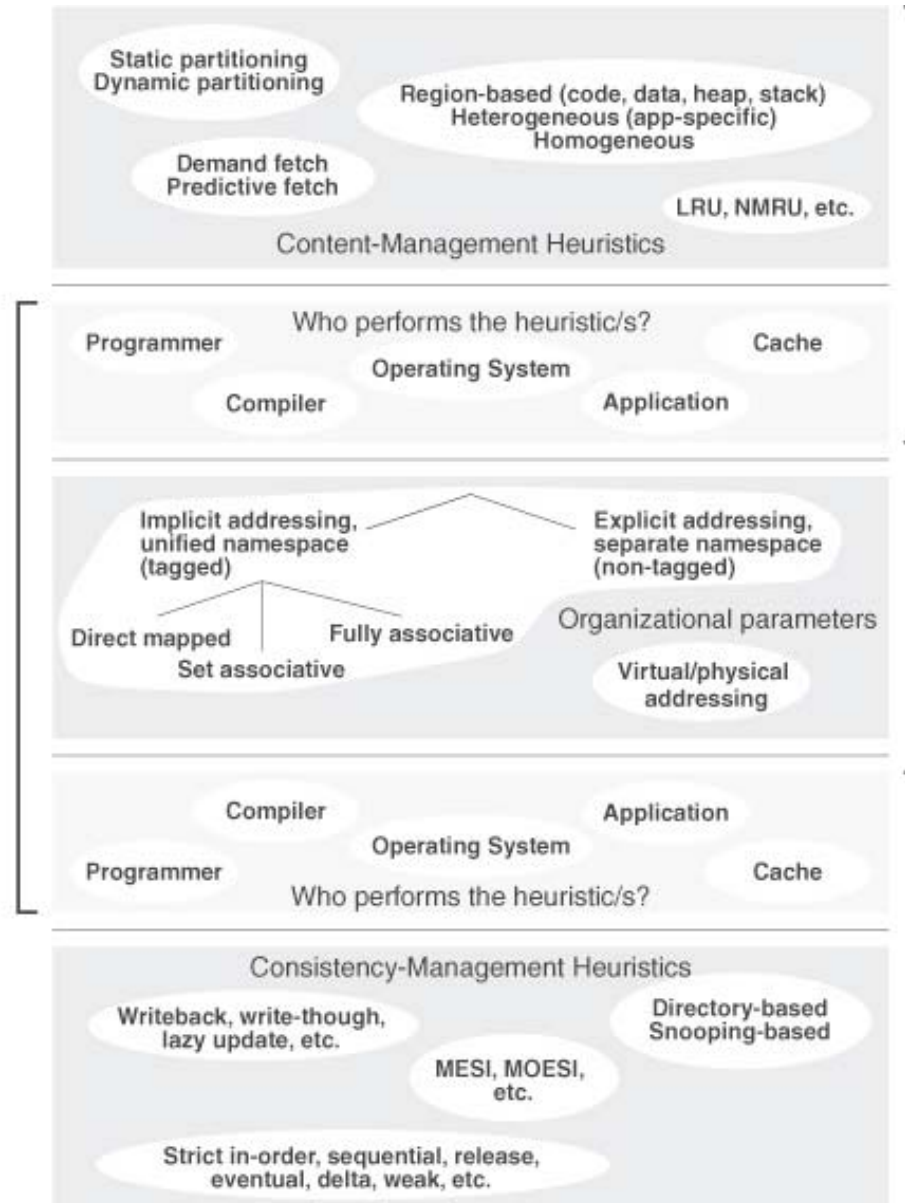 Static partitioning
Dynamic partitioning
Region-based (code, data, heap, stack)
Heterogeneous (app-specific)
Homogeneous
Demand fetch
Predictive fetch
LRU, NMRU, etc.
Content-Management Heuristics
Who performs the heuristic/s?
Programmer
Cache
Operating System
Compiler
Application
Implicit addressing,
unified namespace
(tagged)
Explicit addressing,
separate namespace
(non-tagged)
Direct mapped
Set associative
Fully associative
Organizational parameters
Virtual/physical
addressing
Compiler
Application
Operating System
Programmer
Cache
Who performs the heuristic/s?
Consistency-Management Heuristics
Writeback, write-though,
lazy update, etc.
Directory-based
Snooping-based
MESI, MOESI,
etc.
Strict in-order, sequential, release,
eventual, delta, weak, etc.